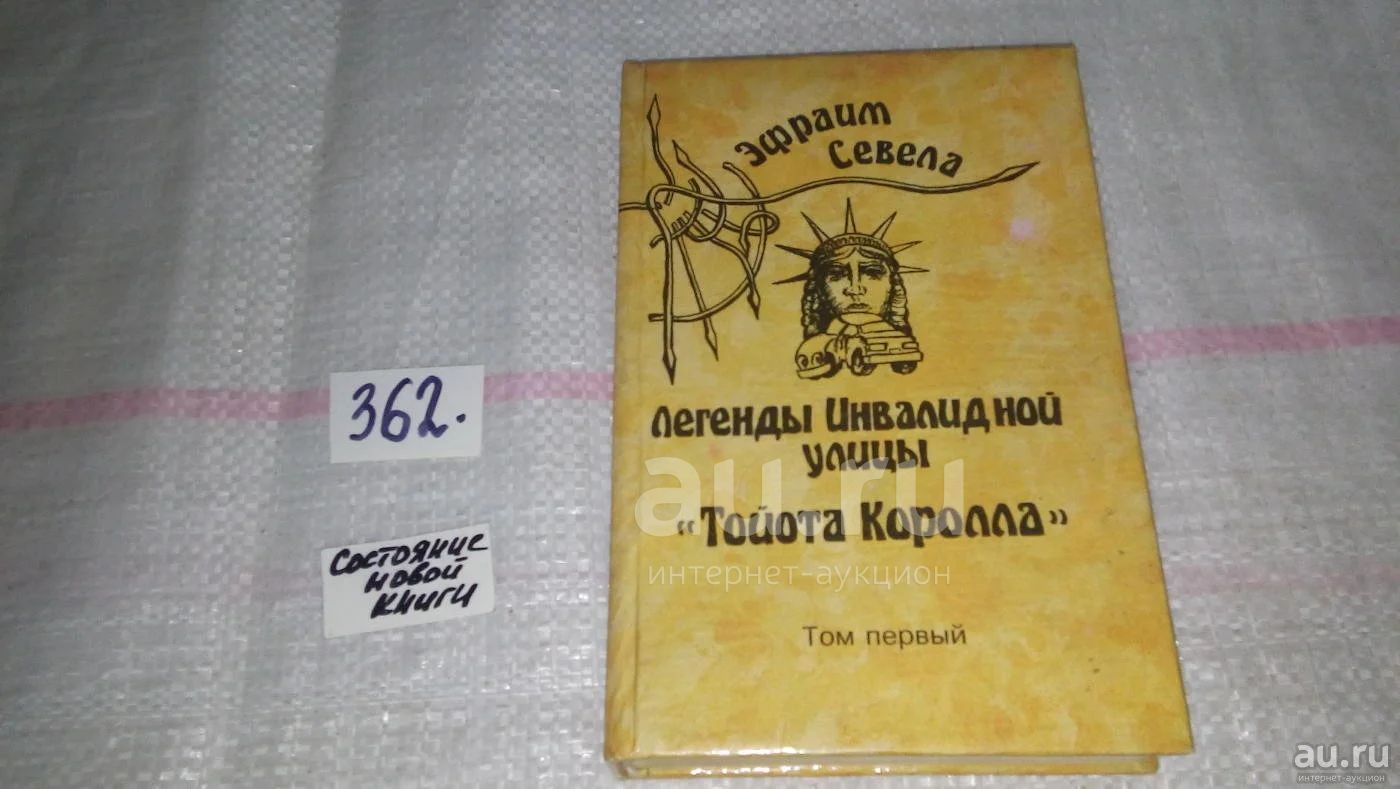 Эфраим
Севела
Легенды Инвалидной
улицы
«Тойота Королла»
Том первый
362.
Состояние
новой
книги
au.ru
интернет-аукцион
au.ru
интернет-аукцион